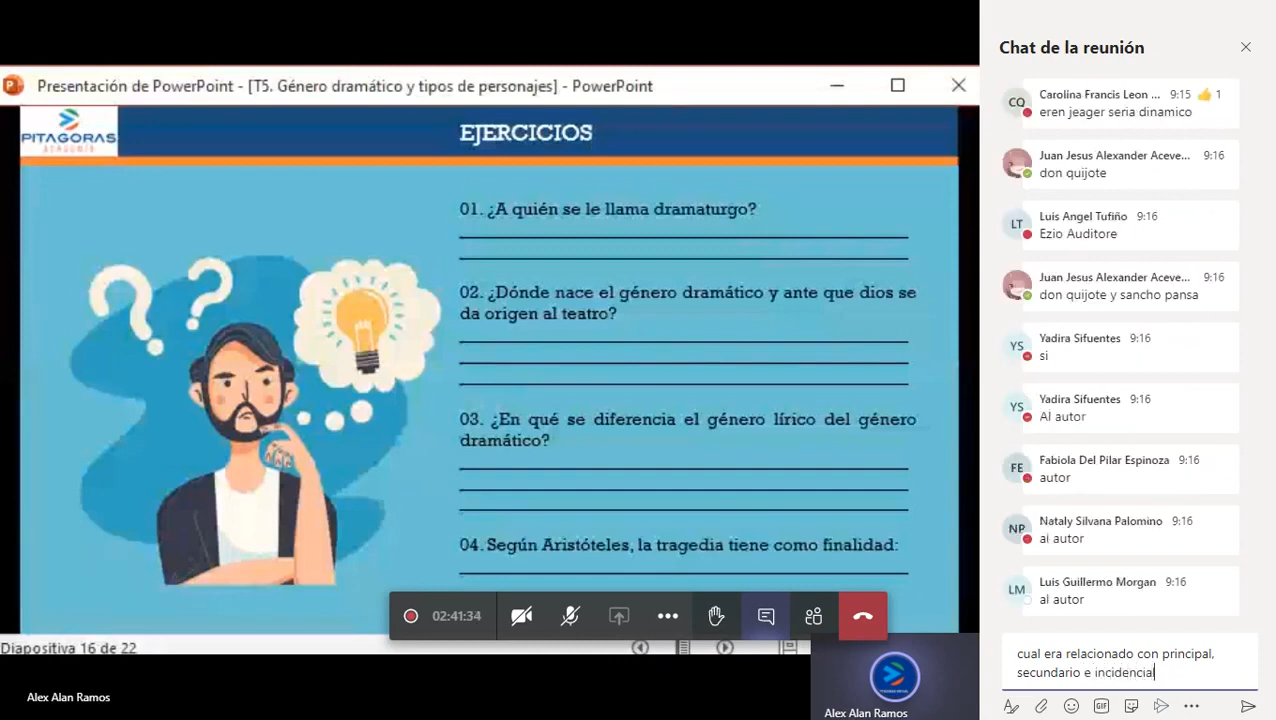 Presentación de PowerPoint - [T5. Género dramático y tipos de personajes] - PowerPoint
PITAGORAS
ACADEMIA
EJERCICIOS
01. ¿A quién se le llama dramaturgo?
02. ¿Dónde nace el género dramático y ante que dios se
da origen al teatro?
03. ¿En qué se diferencia el género lírico del género
dramático?
04. Según Aristóteles, la tragedia tiene como finalidad:
02:41:34
Diapositiva 16 de 22
Alex Alan Ramos
Alex Alan Ramos
Chat de la reunión
CQ
Carolina Francis Leon ... 9:15 👍 1
eren jeager seria dinamico
Juan Jesus Alexander Aceve... 9:16
don quijote
LT
Luis Angel Tufiño 9:16
Ezio Auditore
Juan Jesus Alexander Aceve... 9:16
don quijote y sancho pansa
YS
Yadira Sifuentes 9:16
si
YS
Yadira Sifuentes 9:16
Al autor
FE
Fabiola Del Pilar Espinoza 9:16
autor
NP
Nataly Silvana Palomino 9:16
al autor
LM
Luis Guillermo Morgan 9:16
al autor
cual era relacionado con principal,
secundario e incidencial
GIF